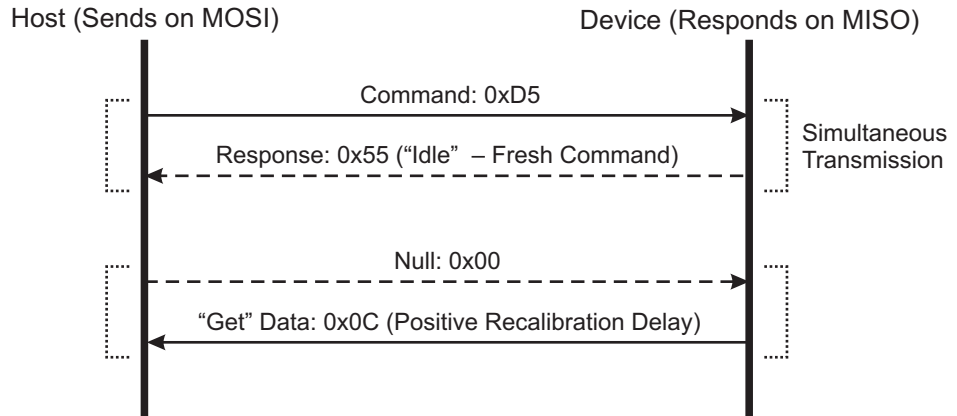 Host (Sends on MOSI)
Device (Responds on MISO)
Command: 0xD5
Response: 0x55 (“Idle” – Fresh Command)
Simultaneous
Transmission
Null: 0x00
“Get” Data: 0x0C (Positive Recalibration Delay)